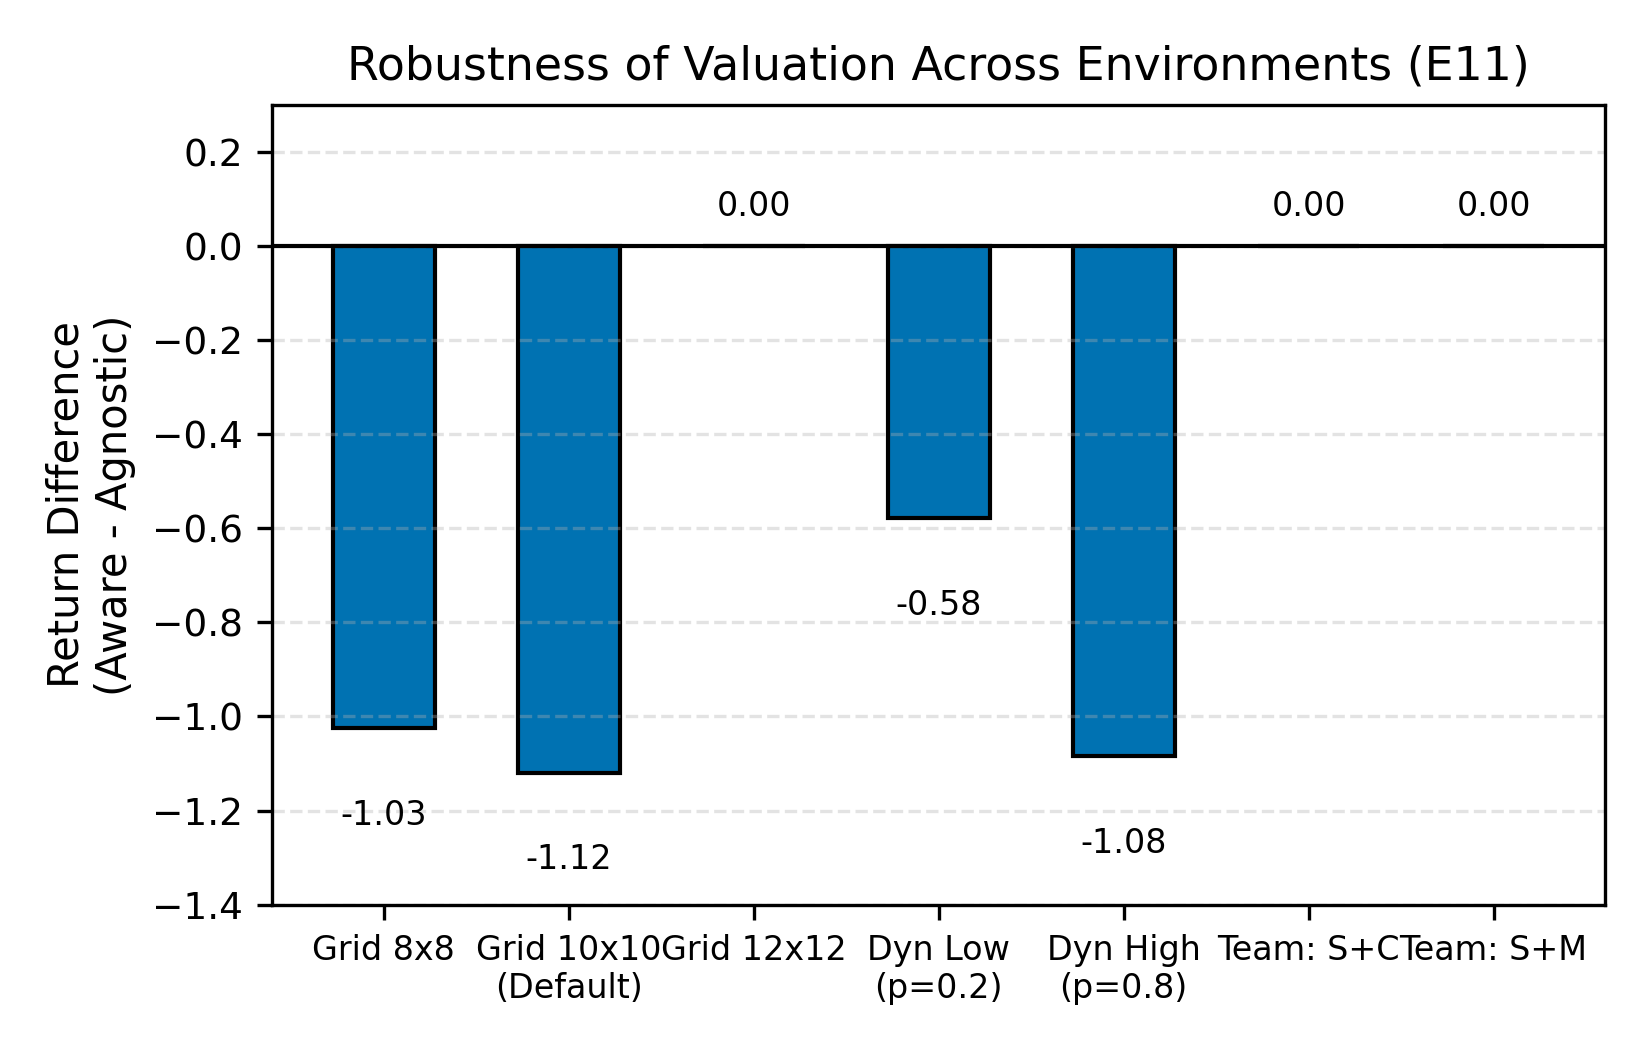 Robustness of Valuation Across Environments (E11)
Return Difference
(Aware - Agnostic)
0.2
0.0
−0.2
−0.4
−0.6
−0.8
−1.0
−1.2
−1.4
-1.03
-1.12
0.00
-0.58
-1.08
0.00
0.00
Grid 8x8
Grid 10x10
(Default)
Grid 12x12
Dyn Low
(p=0.2)
Dyn High
(p=0.8)
Team: S+C
Team: S+M